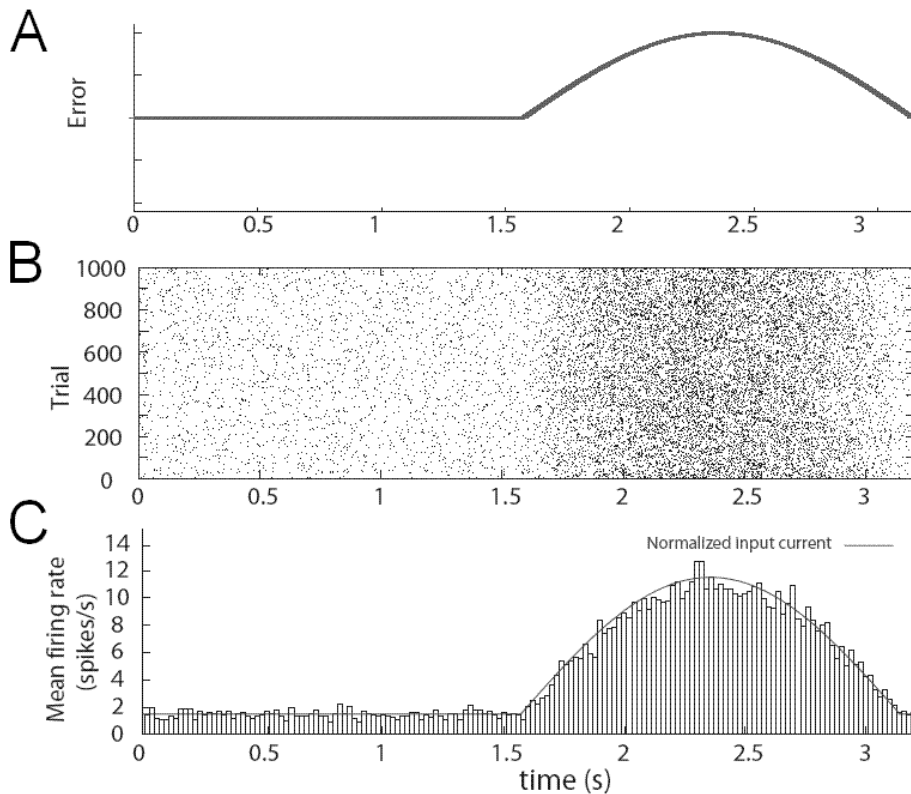 A
Error
0 0.5 1 1.5 2 2.5 3
B
Trial
1000
800
600
400
200
0
0 0.5 1 1.5 2 2.5 3
C
Mean firing rate
(spikes/s)
Normalized input current
14
12
10
8
6
4
2
0
0 0.5 1 1.5 2 2.5 3
time (s)